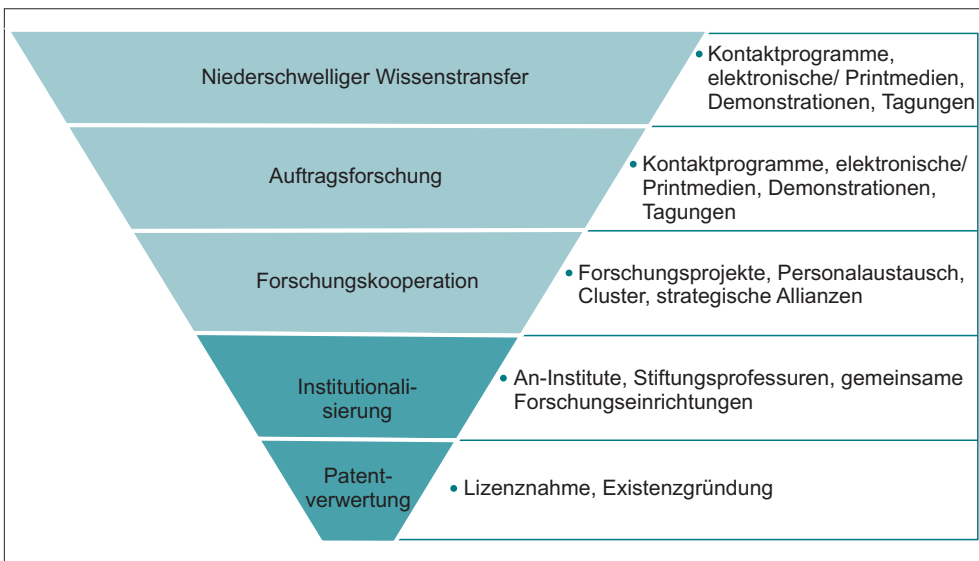 Niederschwelliger Wissenstransfer
• Kontaktprogramme,
elektronische/ Printmedien,
Demonstrationen, Tagungen
Auftragsforschung
• Kontaktprogramme, elektronische/
Printmedien, Demonstrationen,
Tagungen
Forschungskooperation
• Forschungsprojekte, Personalaustausch,
Cluster, strategische Allianzen
Institutionali-
sierung
• An-Institute, Stiftungsprofessuren, gemeinsame
Forschungseinrichtungen
Patent-
verwertung
• Lizenznahme, Existenzgründung